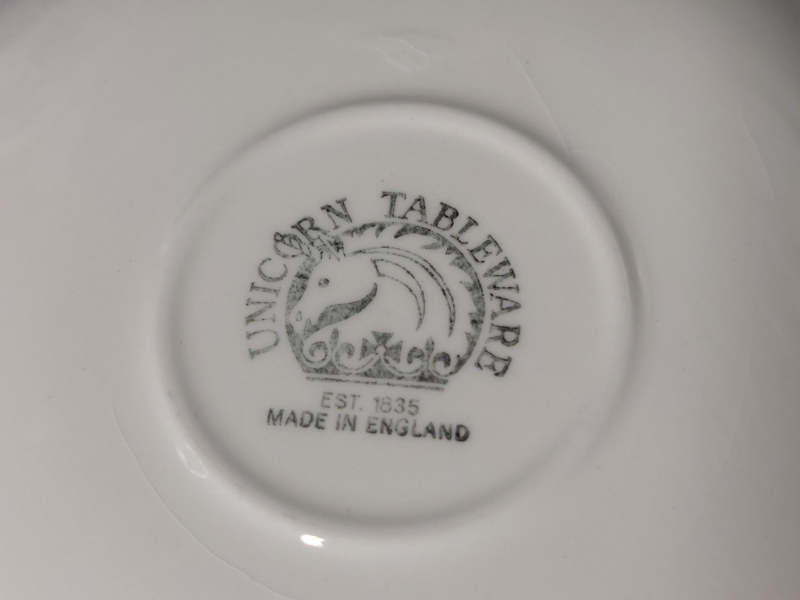 UNICORN TABLEWARE
EST. 1835
MADE IN ENGLAND